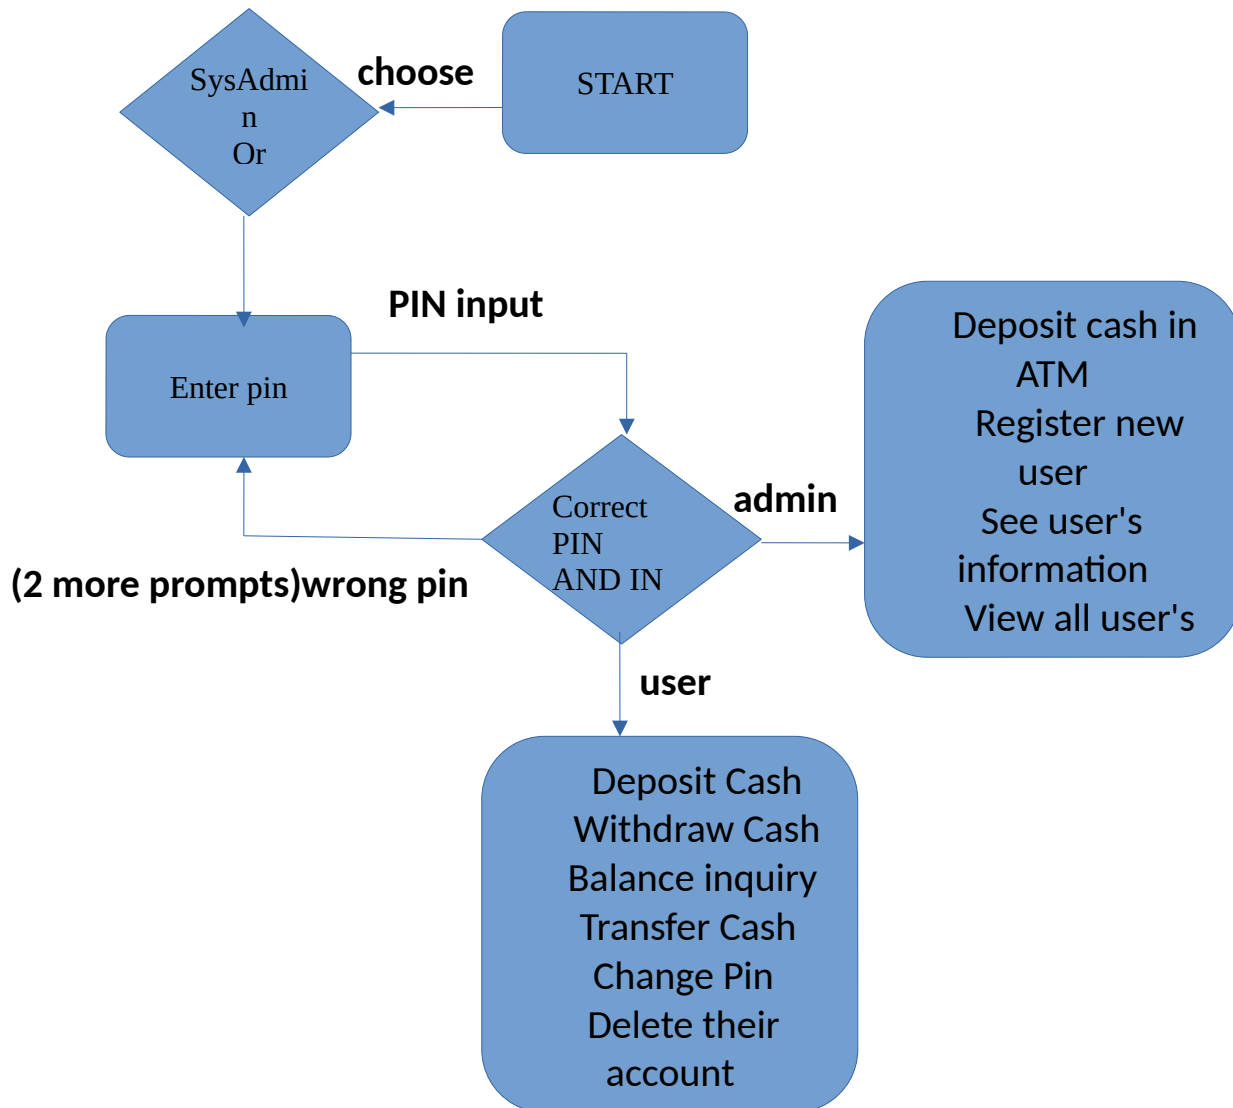 START
choose
SysAdmi
n
Or
PIN input
Enter pin
Correct
PIN
AND IN
(2 more prompts)wrong pin
admin
Deposit cash in
ATM
Register new
user
See user's
information
View all user's
user
Deposit Cash
Withdraw Cash
Balance inquiry
Transfer Cash
Change Pin
Delete their
account